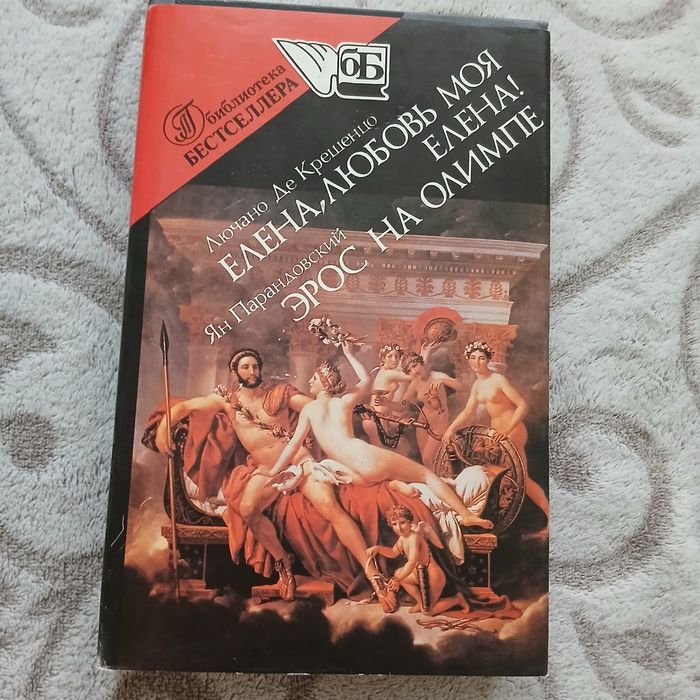 библиотека
БЕСТСЕЛЛЕРА
бБ
Лючано Де Крешенцо
ЕЛЕНА, ЛЮБОВЬ МОЯ
ЕЛЕНА!
Ян Парандовский
ЭРОС НА ОЛИМПЕ